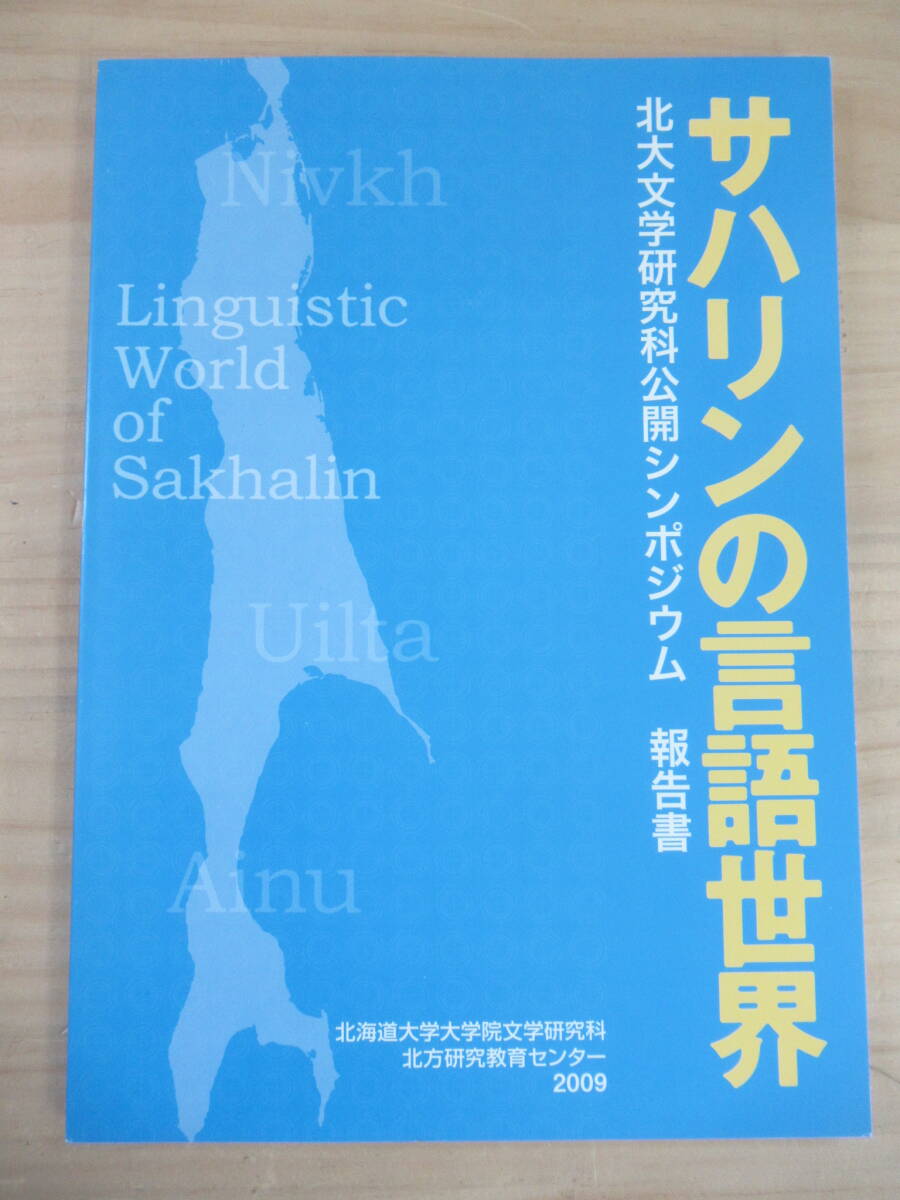 サハリンの言語世界
北大文学研究科公開シンポジウム 報告書
Nivkh
Linguistic
World
of
Sakhalin
Uilta
Ainu
北海道大学大学院文学研究科
北方研究教育センター
2009